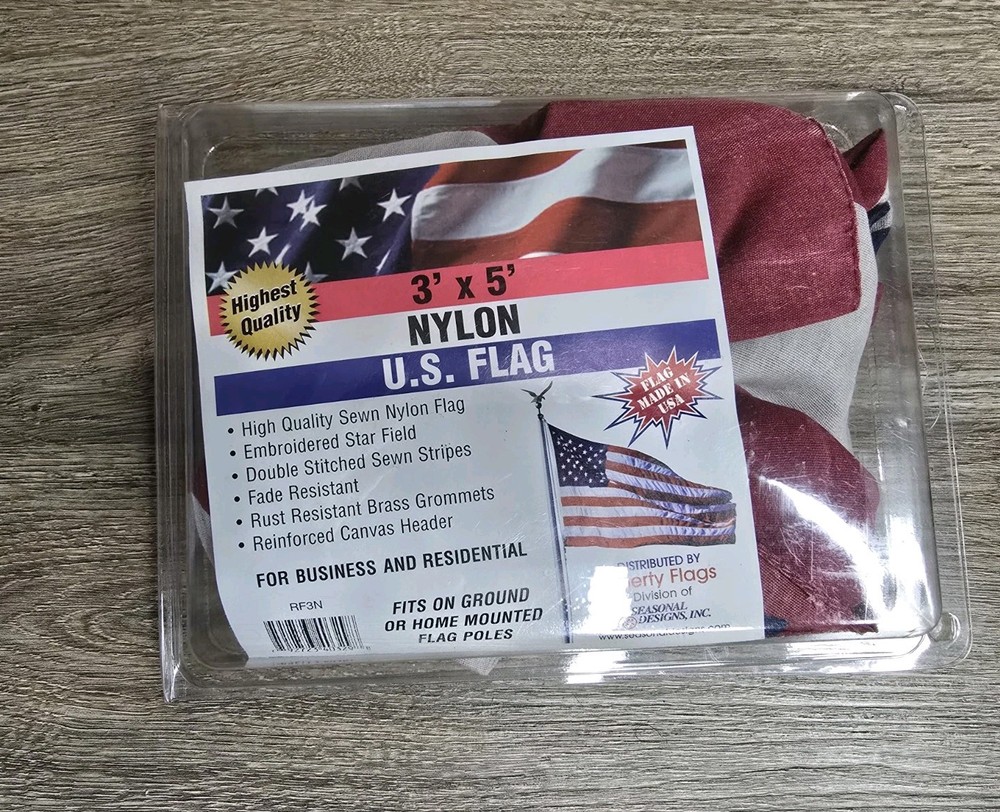 Highest
Quality
3' x 5'
NYLON
U.S. FLAG
FLAG
MADE IN
USA
• High Quality Sewn Nylon Flag
• Embroidered Star Field
• Double Stitched Sewn Stripes
• Fade Resistant
• Rust Resistant Brass Grommets
• Reinforced Canvas Header
FOR BUSINESS AND RESIDENTIAL
RF3N
FITS ON GROUND
OR HOME MOUNTED
FLAG POLES
DISTRIBUTED BY
Flags
Division of
SEASONAL
DESIGNS, INC.